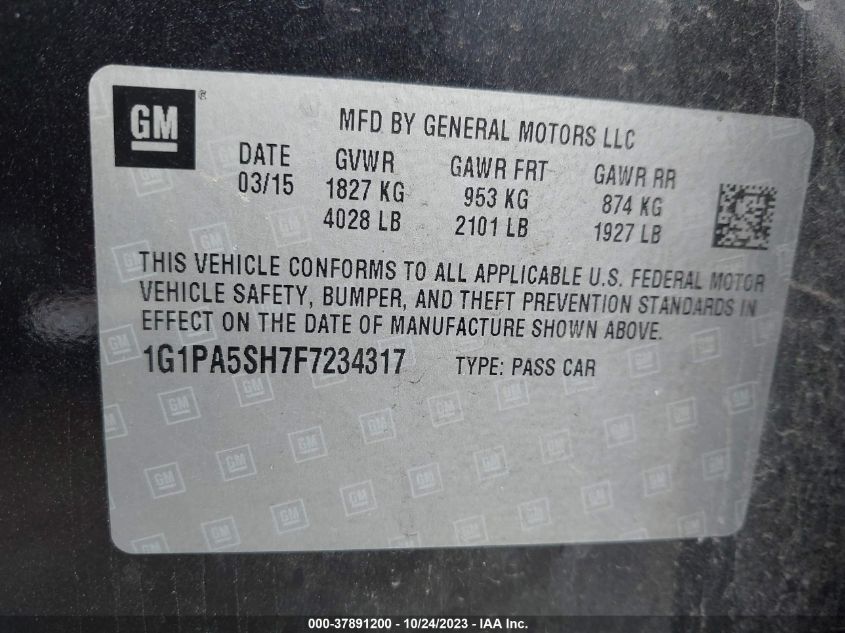 GM®
MFD BY GENERAL MOTORS LLC
DATE GVWR GAWR FRT GAWR RR
03/15 1827 KG 953 KG 874 KG
4028 LB 2101 LB 1927 LB
THIS VEHICLE CONFORMS TO ALL APPLICABLE U.S. FEDERAL MOTOR
VEHICLE SAFETY, BUMPER, AND THEFT PREVENTION STANDARDS IN
EFFECT ON THE DATE OF MANUFACTURE SHOWN ABOVE.
1G1PA5SH7F7234317 TYPE: PASS CAR
000-37891200 - 10/24/2023 - Copyright IAA, Inc.